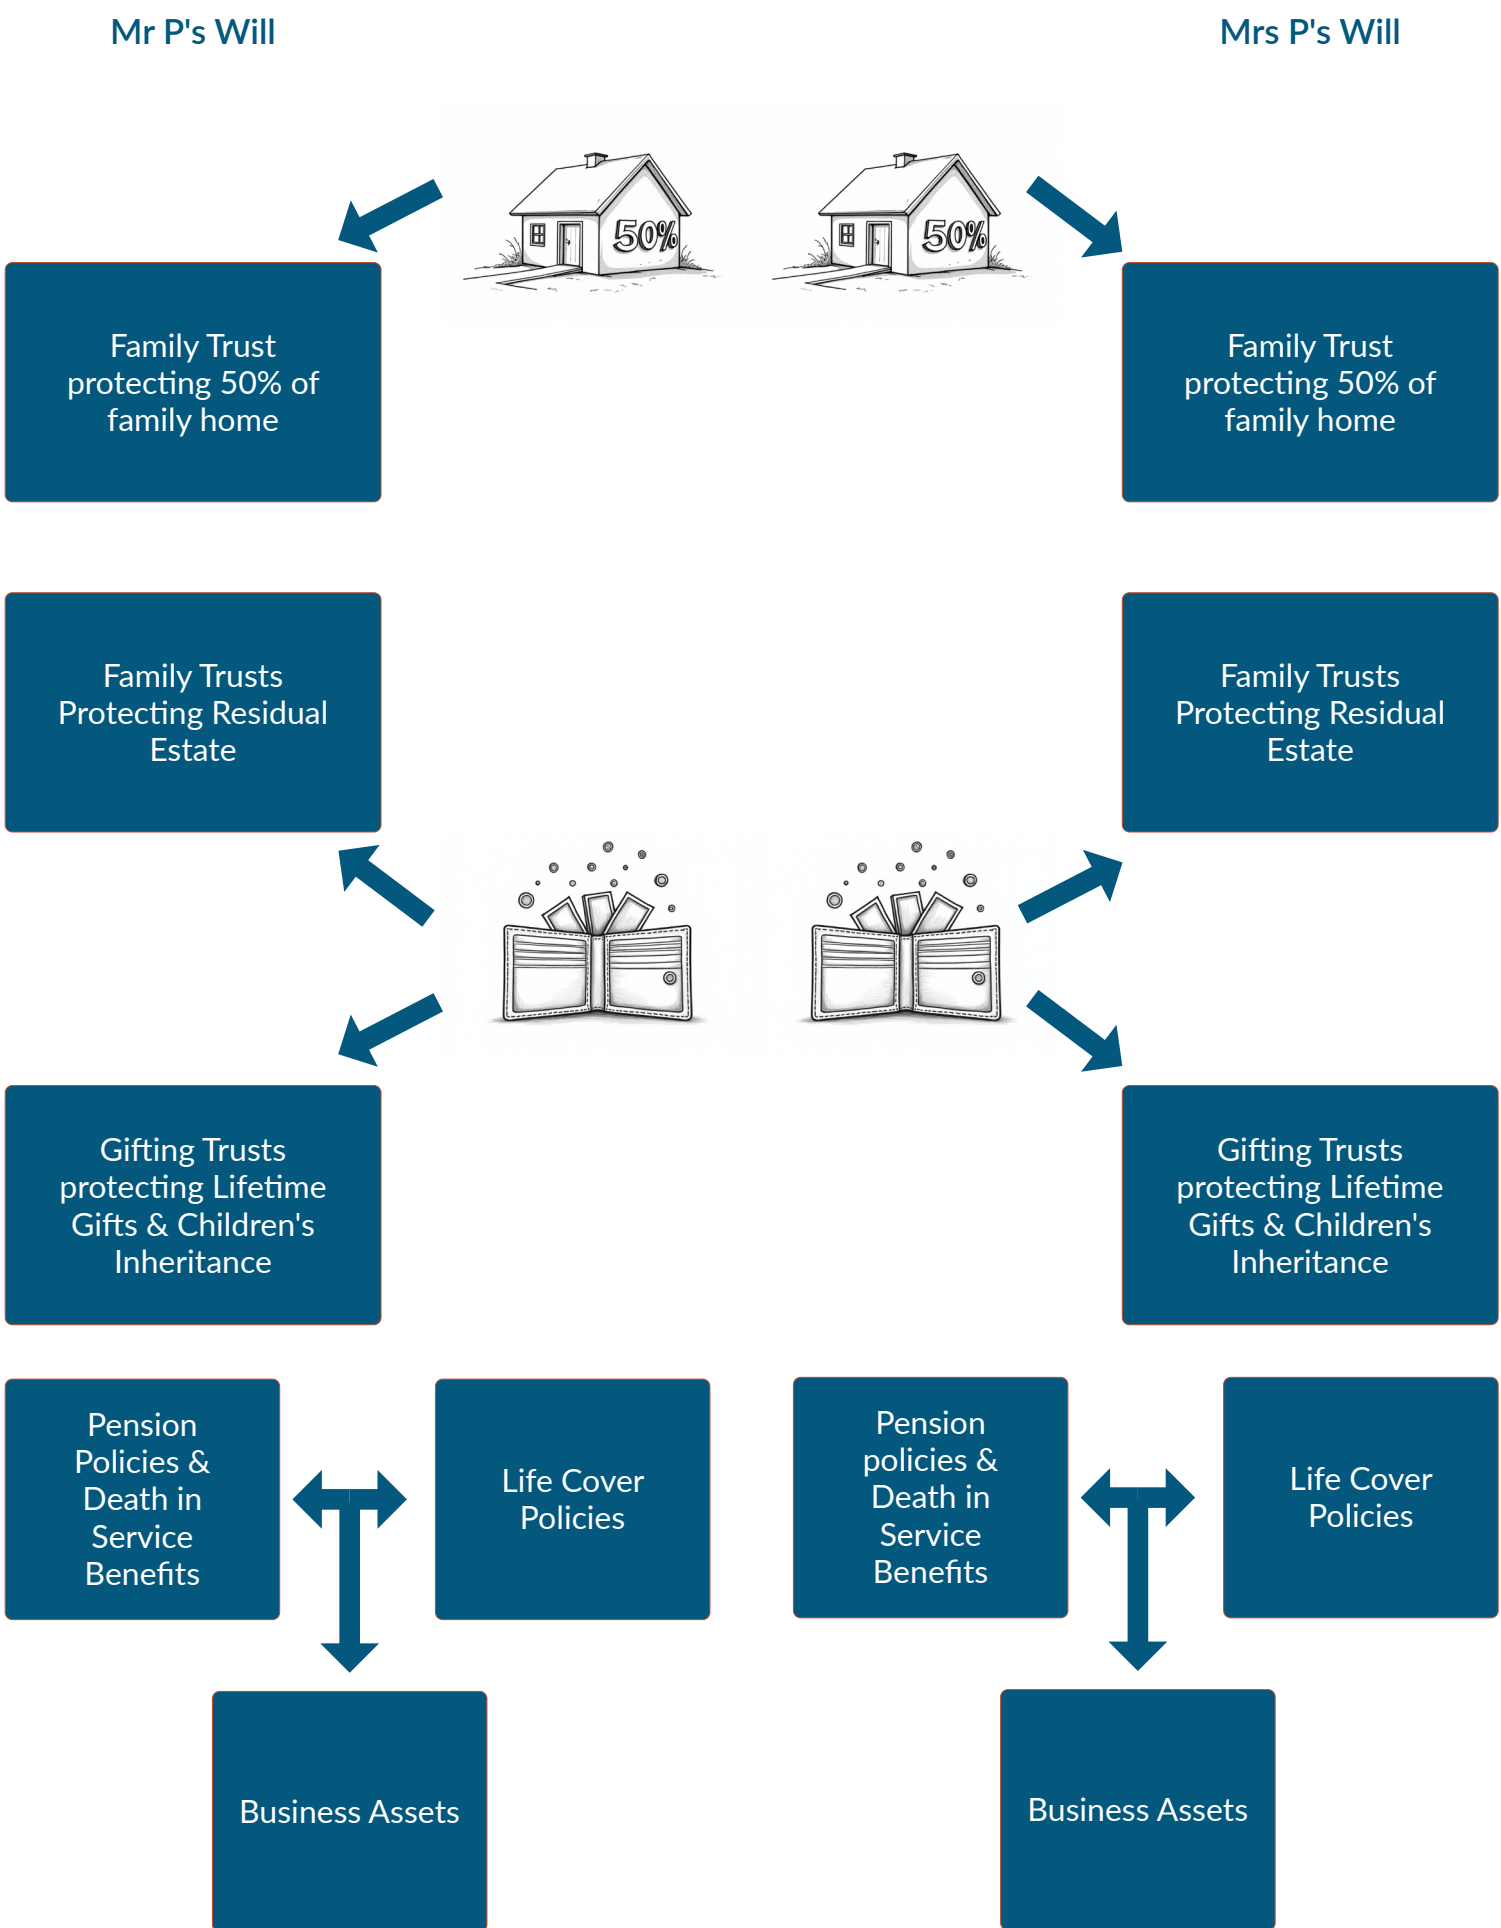 Mr P's Will
Mrs P's Will
50%
50%
Family Trust
protecting 50% of
family home
Family Trust
protecting 50% of
family home
Family Trusts
Protecting Residual
Estate
Family Trusts
Protecting Residual
Estate
Gifting Trusts
protecting Lifetime
Gifts & Children's
Inheritance
Gifting Trusts
protecting Lifetime
Gifts & Children's
Inheritance
Pension
Policies &
Death in
Service
Benefits
Life Cover
Policies
Pension
policies &
Death in
Service
Benefits
Life Cover
Policies
Business Assets
Business Assets